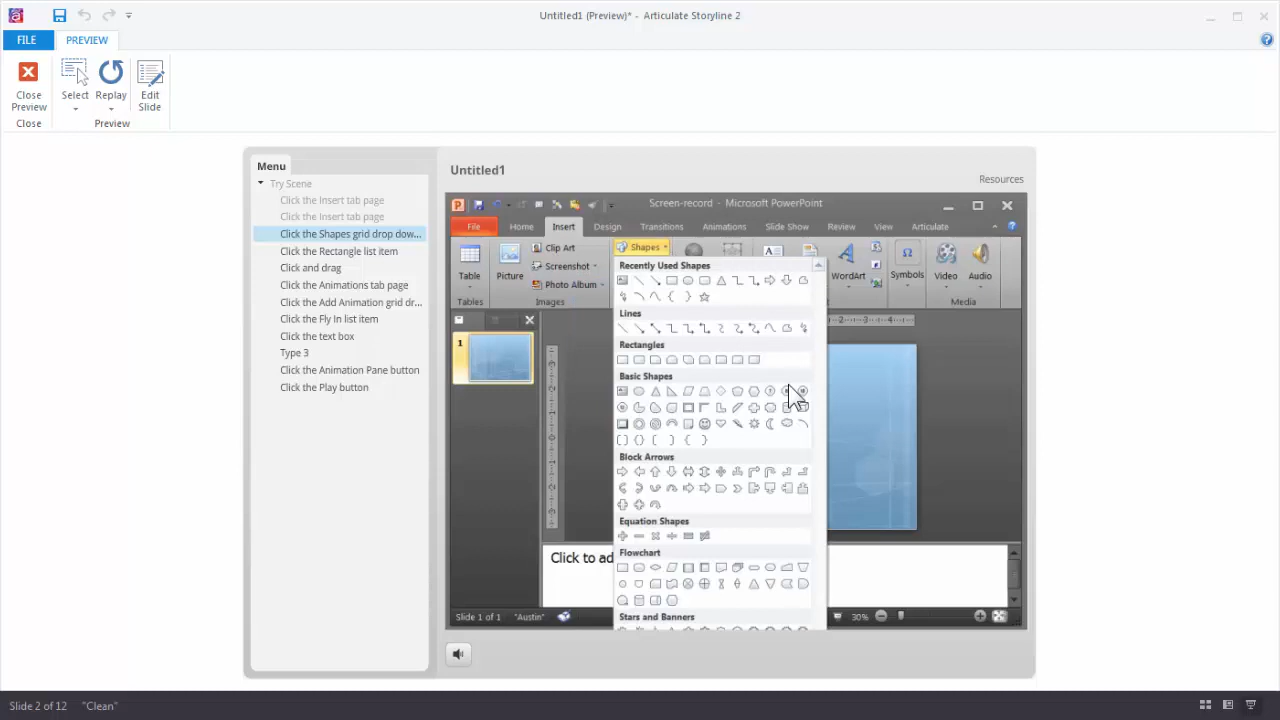 Untitled1 (Preview)* - Articulate Storyline 2
FILE
PREVIEW
Close Preview
Select
Replay
Edit Slide
Close
Preview
Menu
Try Scene
Click the Insert tab page
Click the Insert tab page
Click the Shapes grid drop dow...
Click the Rectangle list item
Click and drag
Click the Animations tab page
Click the Add Animation grid dr...
Click the Fly In list item
Click the text box
Type 3
Click the Animation Pane button
Click the Play button
Untitled1
Resources
Screen-record - Microsoft PowerPoint
File
Home
Insert
Design
Transitions
Animations
Slide Show
Review
View
Articulate
Table
Tables
Picture
Clip Art
Screenshot
Photo Album
Images
Shapes
WordArt
Symbols
Video
Audio
Media
Recently Used Shapes
Lines
Rectangles
Basic Shapes
Block Arrows
Equation Shapes
Flowchart
Stars and Banners
1
Click to ad
Slide 1 of 1
"Austin"
30%
Slide 2 of 12
"Clean"